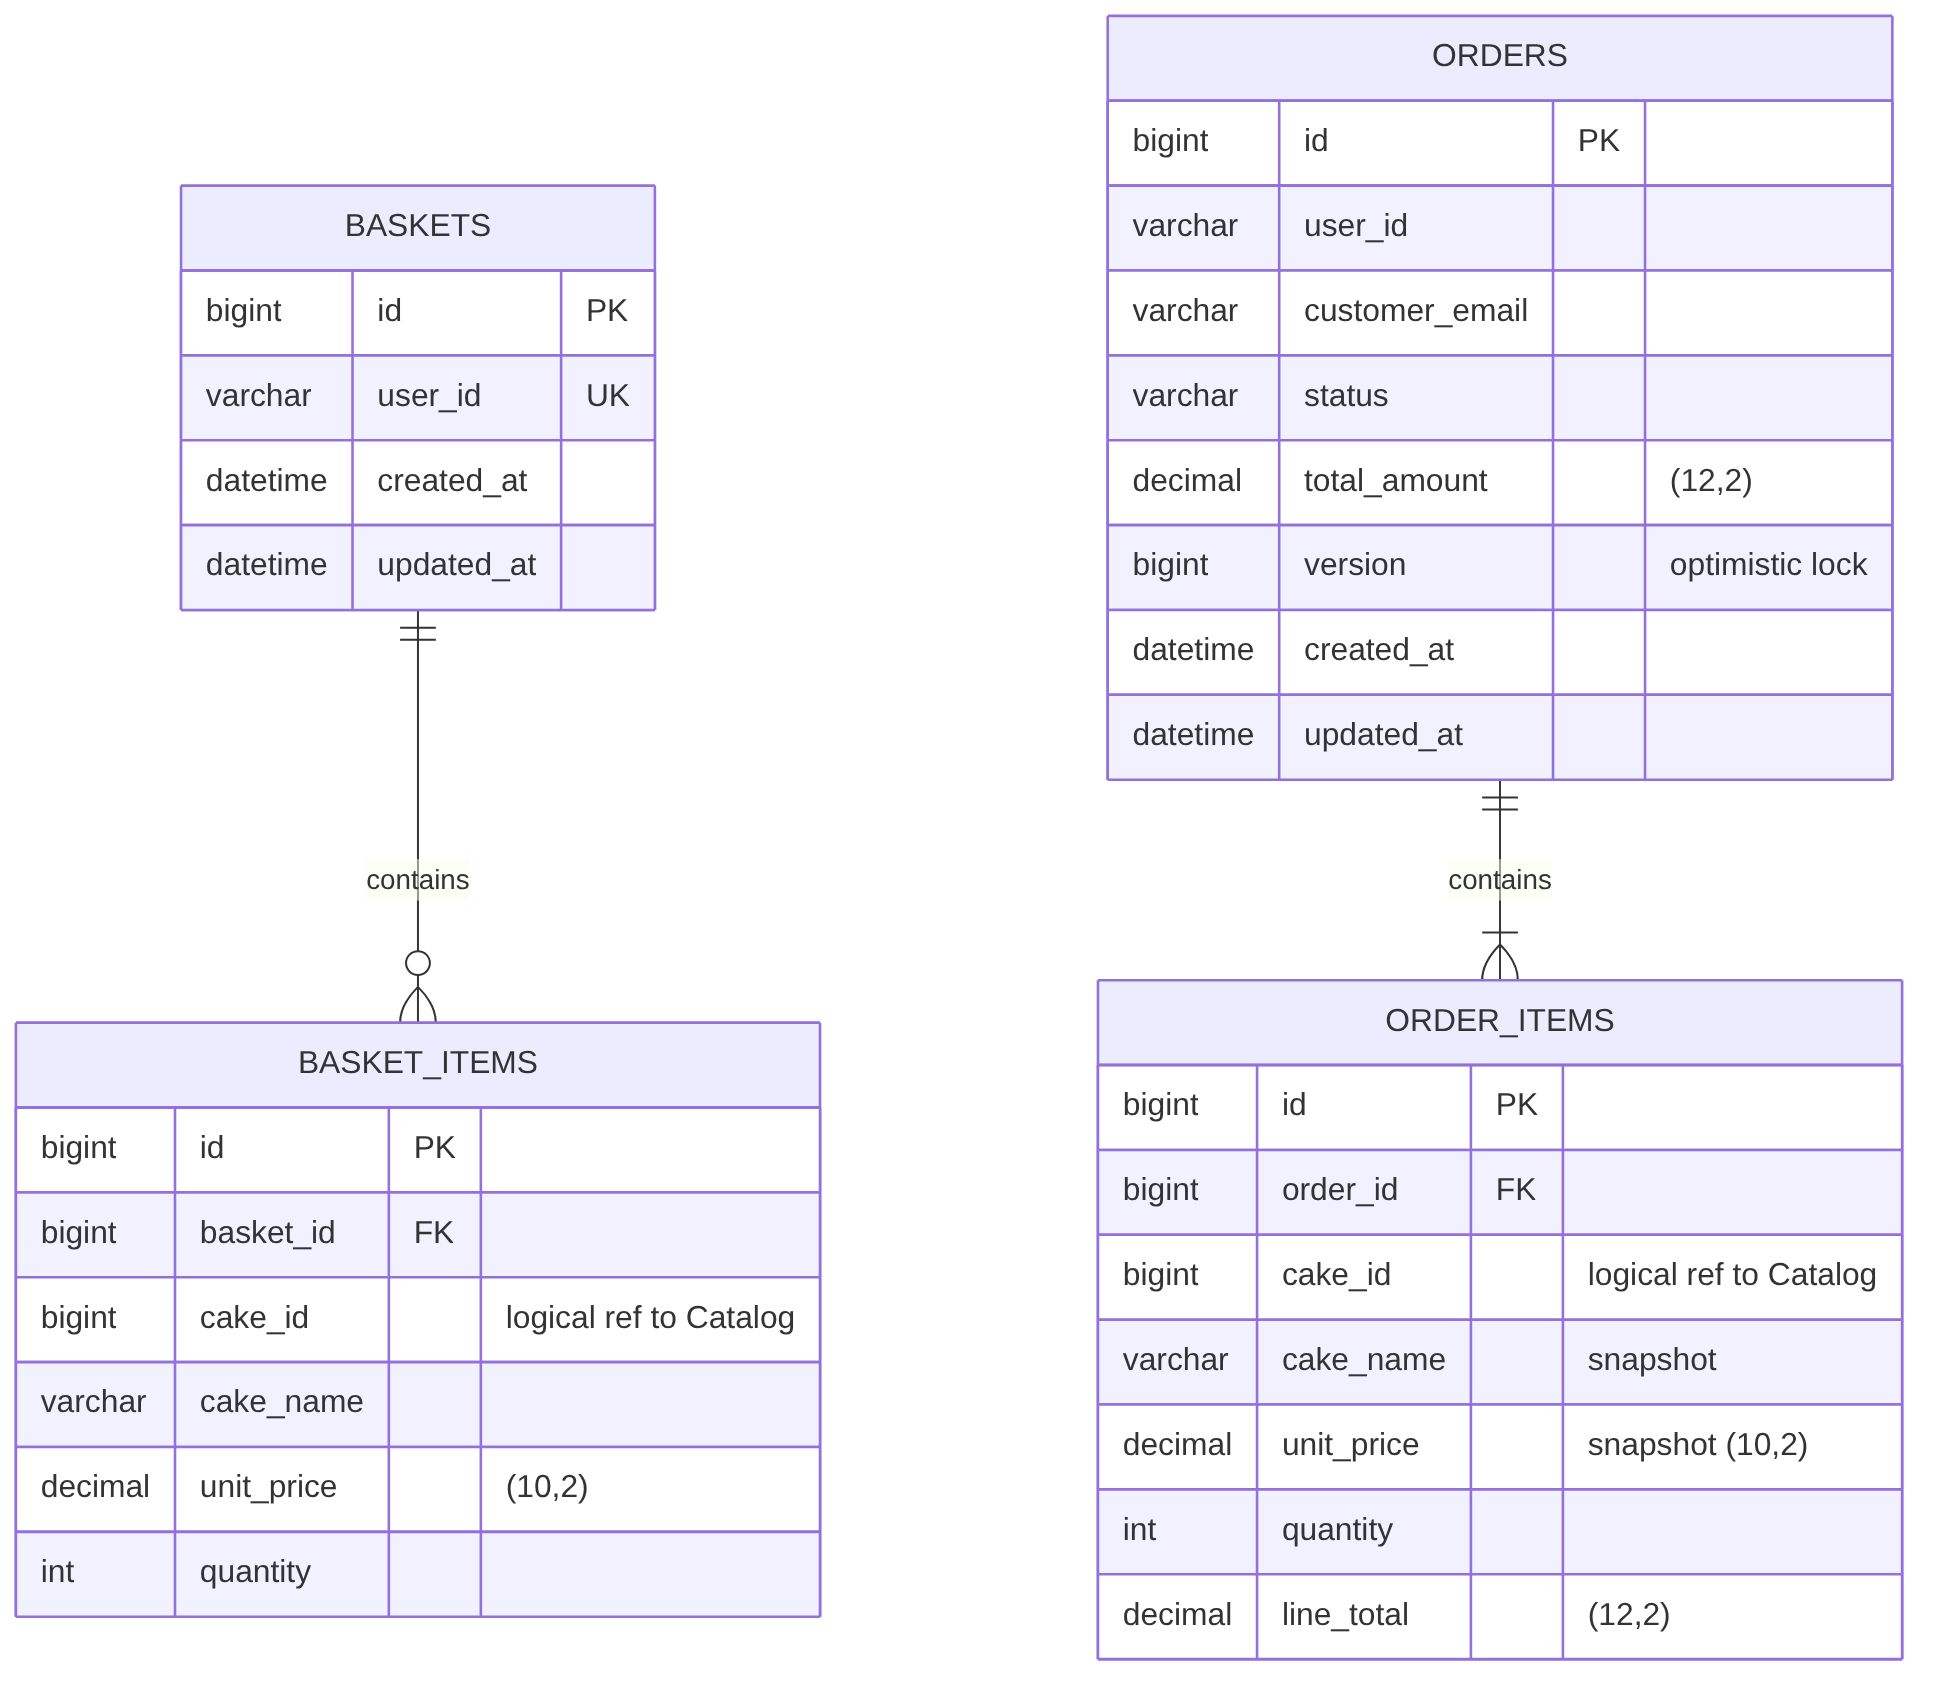 BASKETS
bigint id PK
varchar user_id UK
datetime created_at
datetime updated_at
contains
BASKET_ITEMS
bigint id PK
bigint basket_id FK
bigint cake_id logical ref to Catalog
varchar cake_name
decimal unit_price (10,2)
int quantity
ORDERS
bigint id PK
varchar user_id
varchar customer_email
varchar status
decimal total_amount (12,2)
bigint version optimistic lock
datetime created_at
datetime updated_at
contains
ORDER_ITEMS
bigint id PK
bigint order_id FK
bigint cake_id logical ref to Catalog
varchar cake_name snapshot
decimal unit_price snapshot (10,2)
int quantity
decimal line_total (12,2)